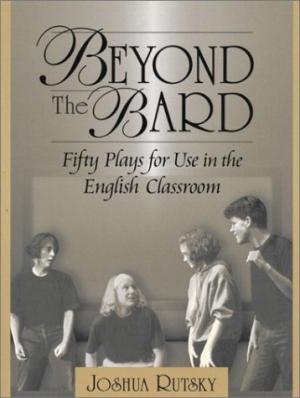 BEYOND
The
BARD
Fifty Plays for Use in the
English Classroom
JOSHUA RUTSKY